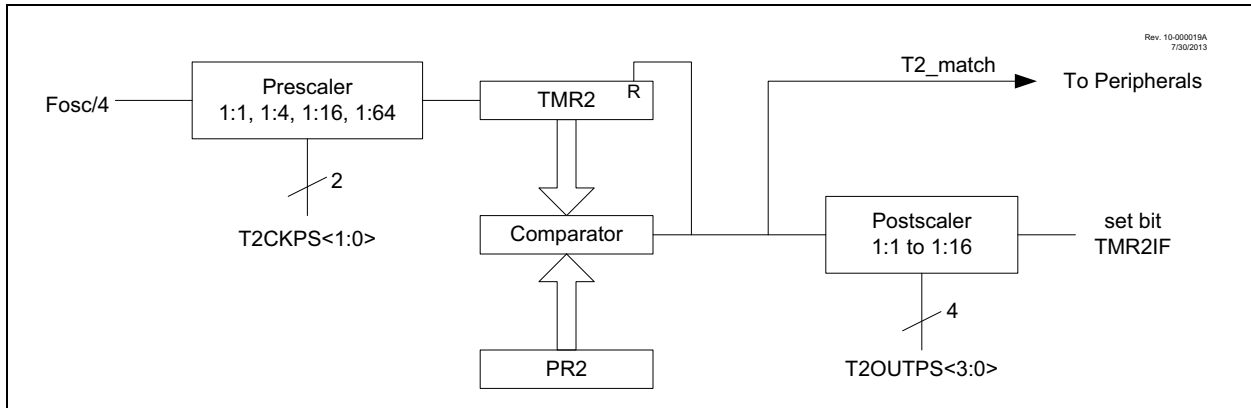 Rev. 10-000019A
7/30/2013
T2_match
To Peripherals
Fosc/4
Prescaler
1:1, 1:4, 1:16, 1:64
TMR2
R
2
T2CKPS<1:0>
Comparator
Postscaler
1:1 to 1:16
set bit
TMR2IF
4
PR2
T2OUTPS<3:0>